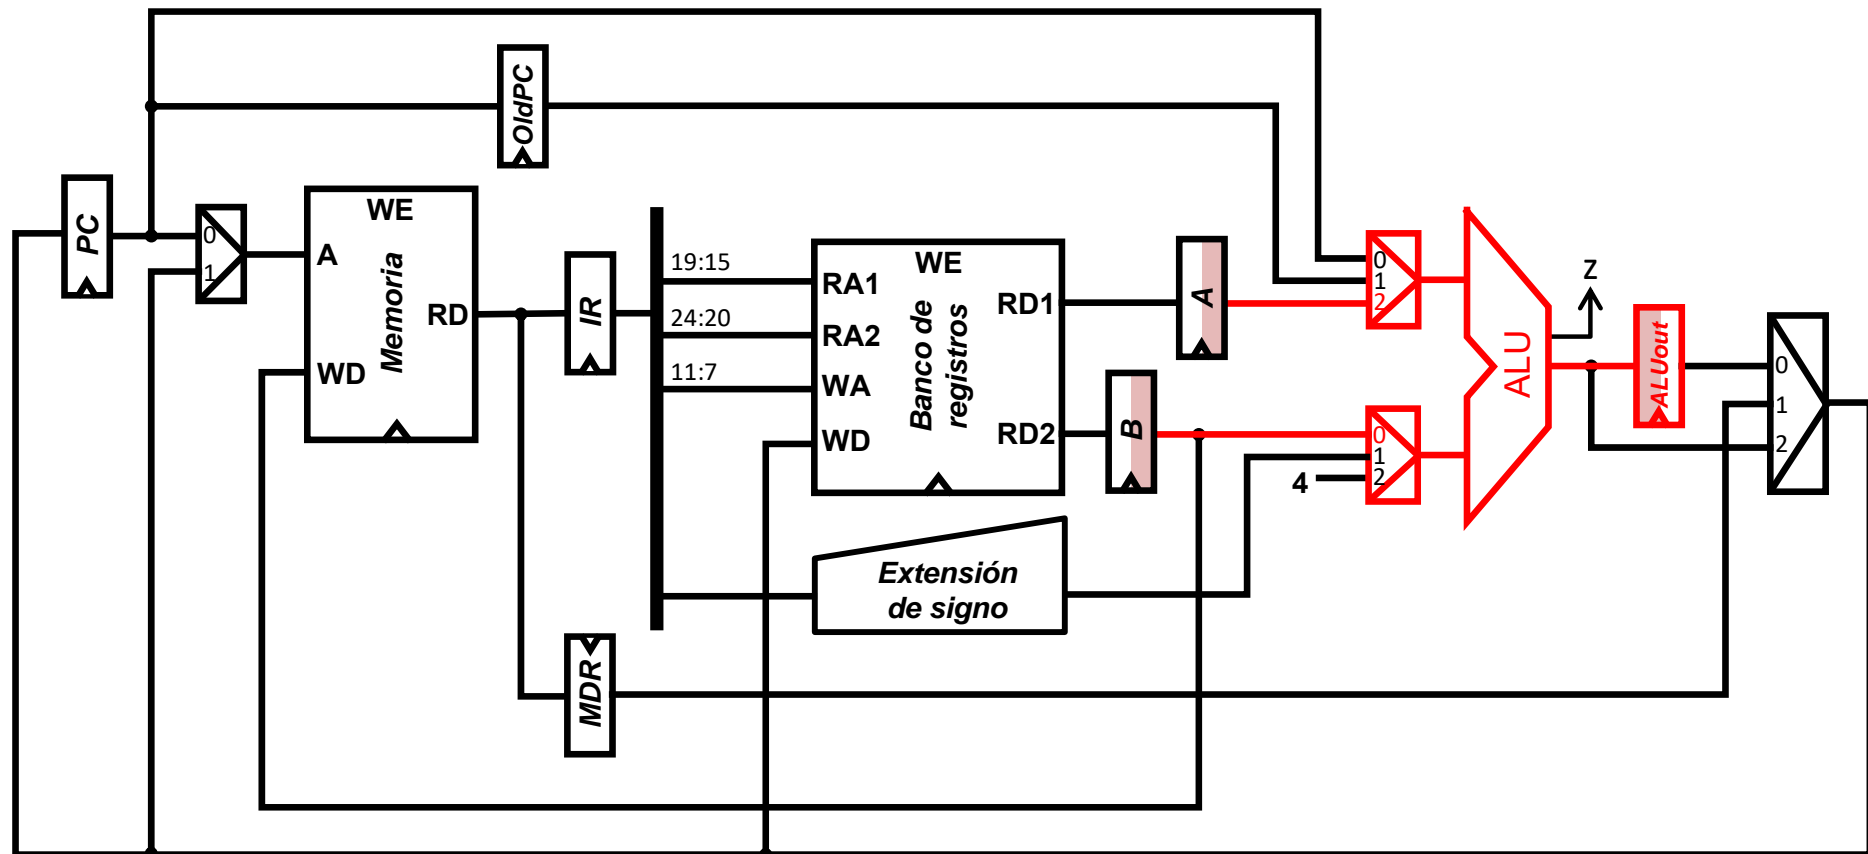 OldPC
PC
0
1
WE
A
Memoria
RD
WD
IR
19:15
24:20
11:7
WE
RA1
RA2
WA
WD
Banco de
registros
RD1
RD2
A
B
0
1
2
0
1
2
4
ALU
Z
ALUout
0
1
2
Extensión
de signo
MDR